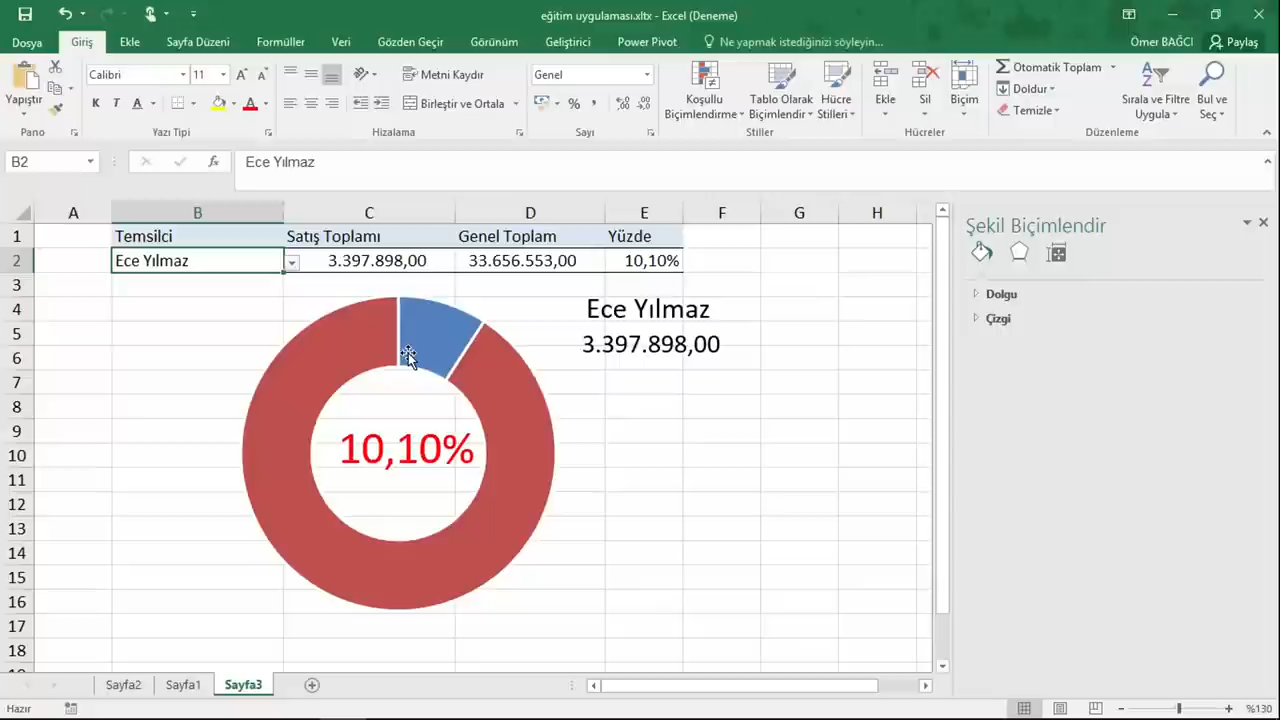 eğitim uygulaması.xltx - Excel (Deneme)
Dosya Giriş Ekle Sayfa Düzeni Formüller Veri Gözden Geçir Görünüm Geliştirici Power Pivot Ne yapmak istediğinizi söyleyin... Ömer BAĞCI Paylaş
Yapıştır
Calibri 11
K T A
Metni Kaydır
Birleştir ve Ortala
Genel
%
Koşullu Biçimlendirme
Tablo Olarak Biçimlendir
Hücre Stilleri
Ekle Sil Biçim
Otomatik Toplam
Doldur
Temizle
Sırala ve Filtre Uygula
Bul ve Seç
Pano Yazı Tipi Hizalama Sayı Stiller Hücreler Düzenleme
B2 fx Ece Yılmaz
A B C D E F G H
1 Temsilci Satış Toplamı Genel Toplam Yüzde
2 Ece Yılmaz 3.397.898,00 33.656.553,00 10,10%
3
4
5
6
7
8
9
10
11
12
13
14
15
16
17
18
Ece Yılmaz
3.397.898,00
10,10%
Şekil Biçimlendir
Dolgu
Çizgi
Sayfa2 Sayfa1 Sayfa3
Hazır %130